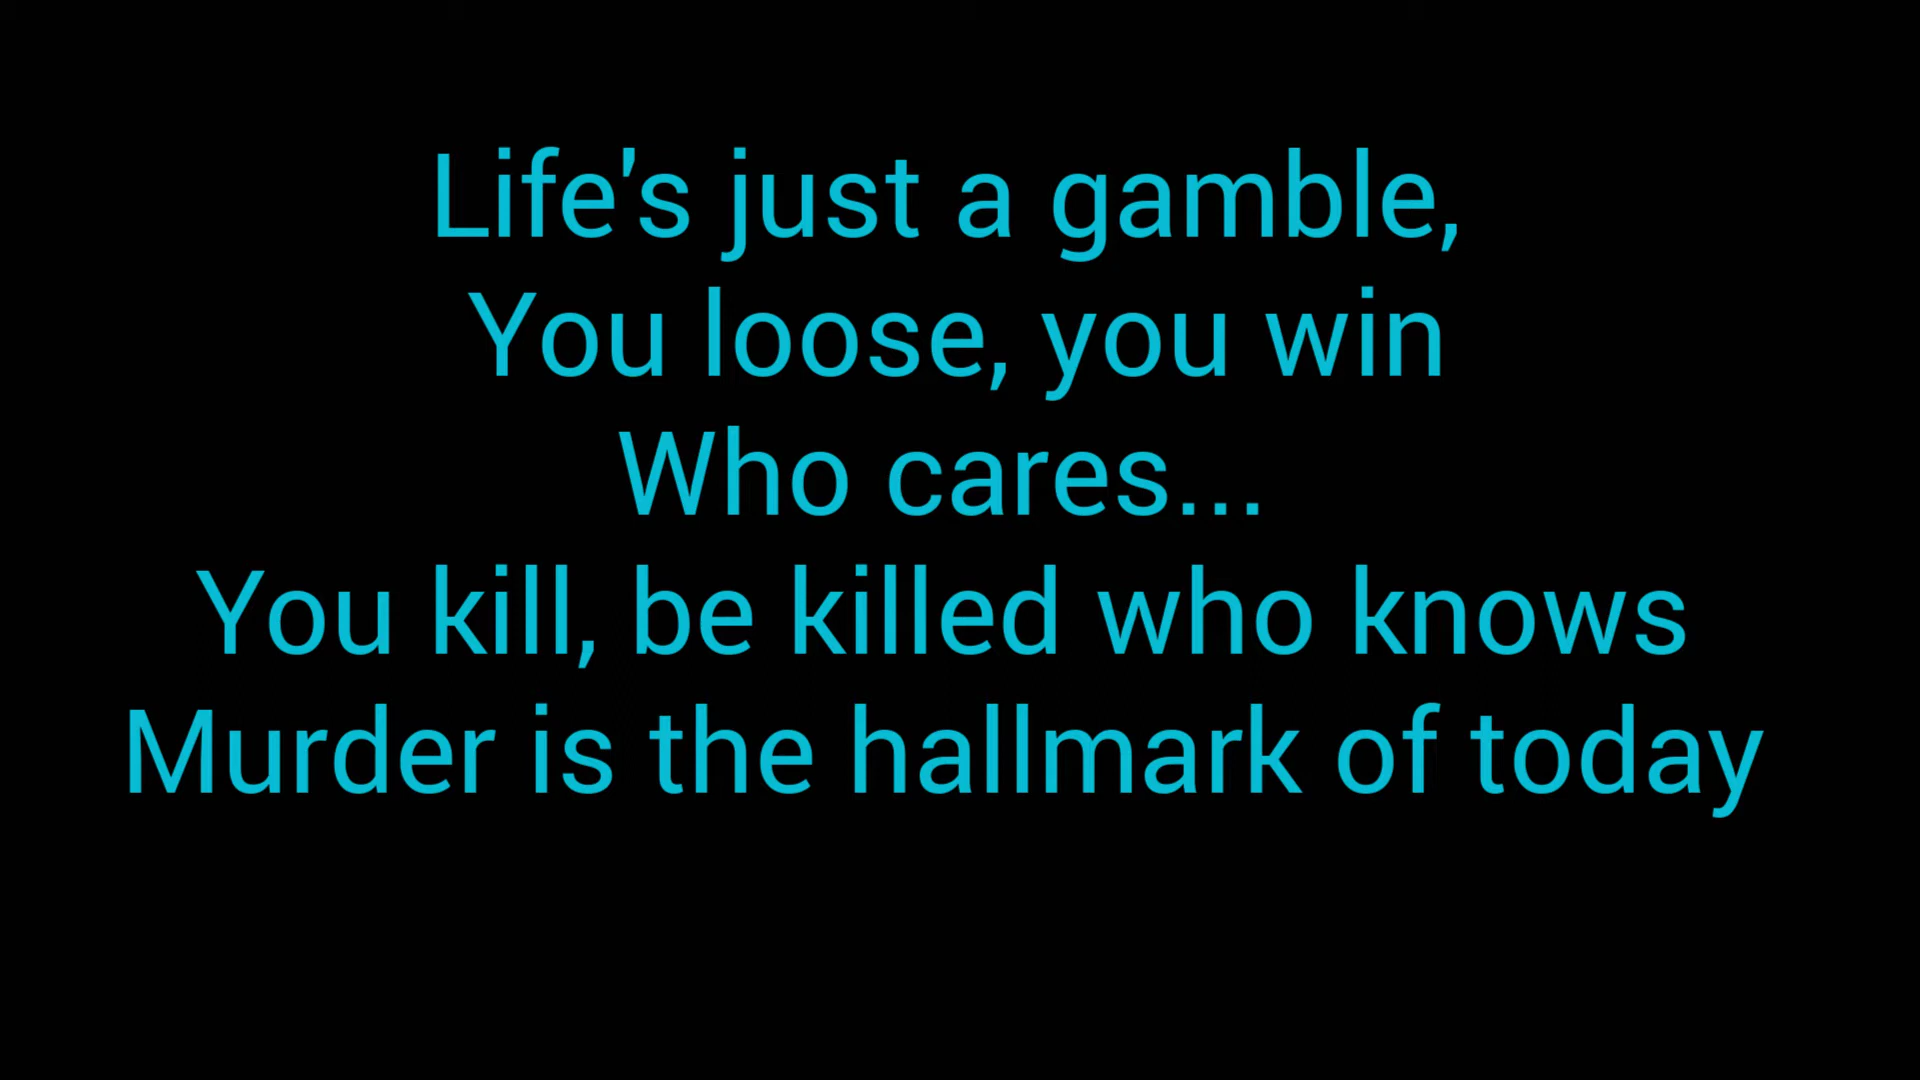 Life's just a gamble,
You loose, you win
Who cares...
You kill, be killed who knows
Murder is the hallmark of today